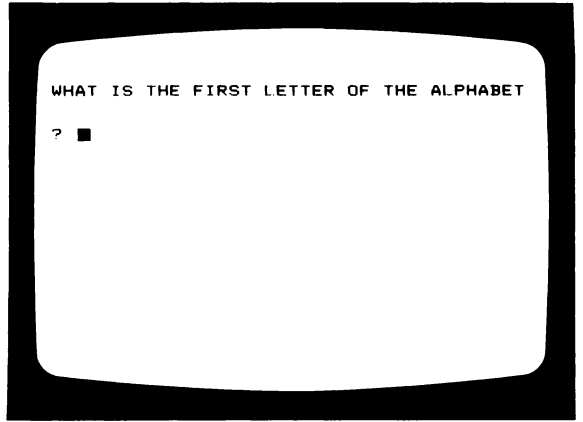 WHAT IS THE FIRST LETTER OF THE ALPHABET
? ■